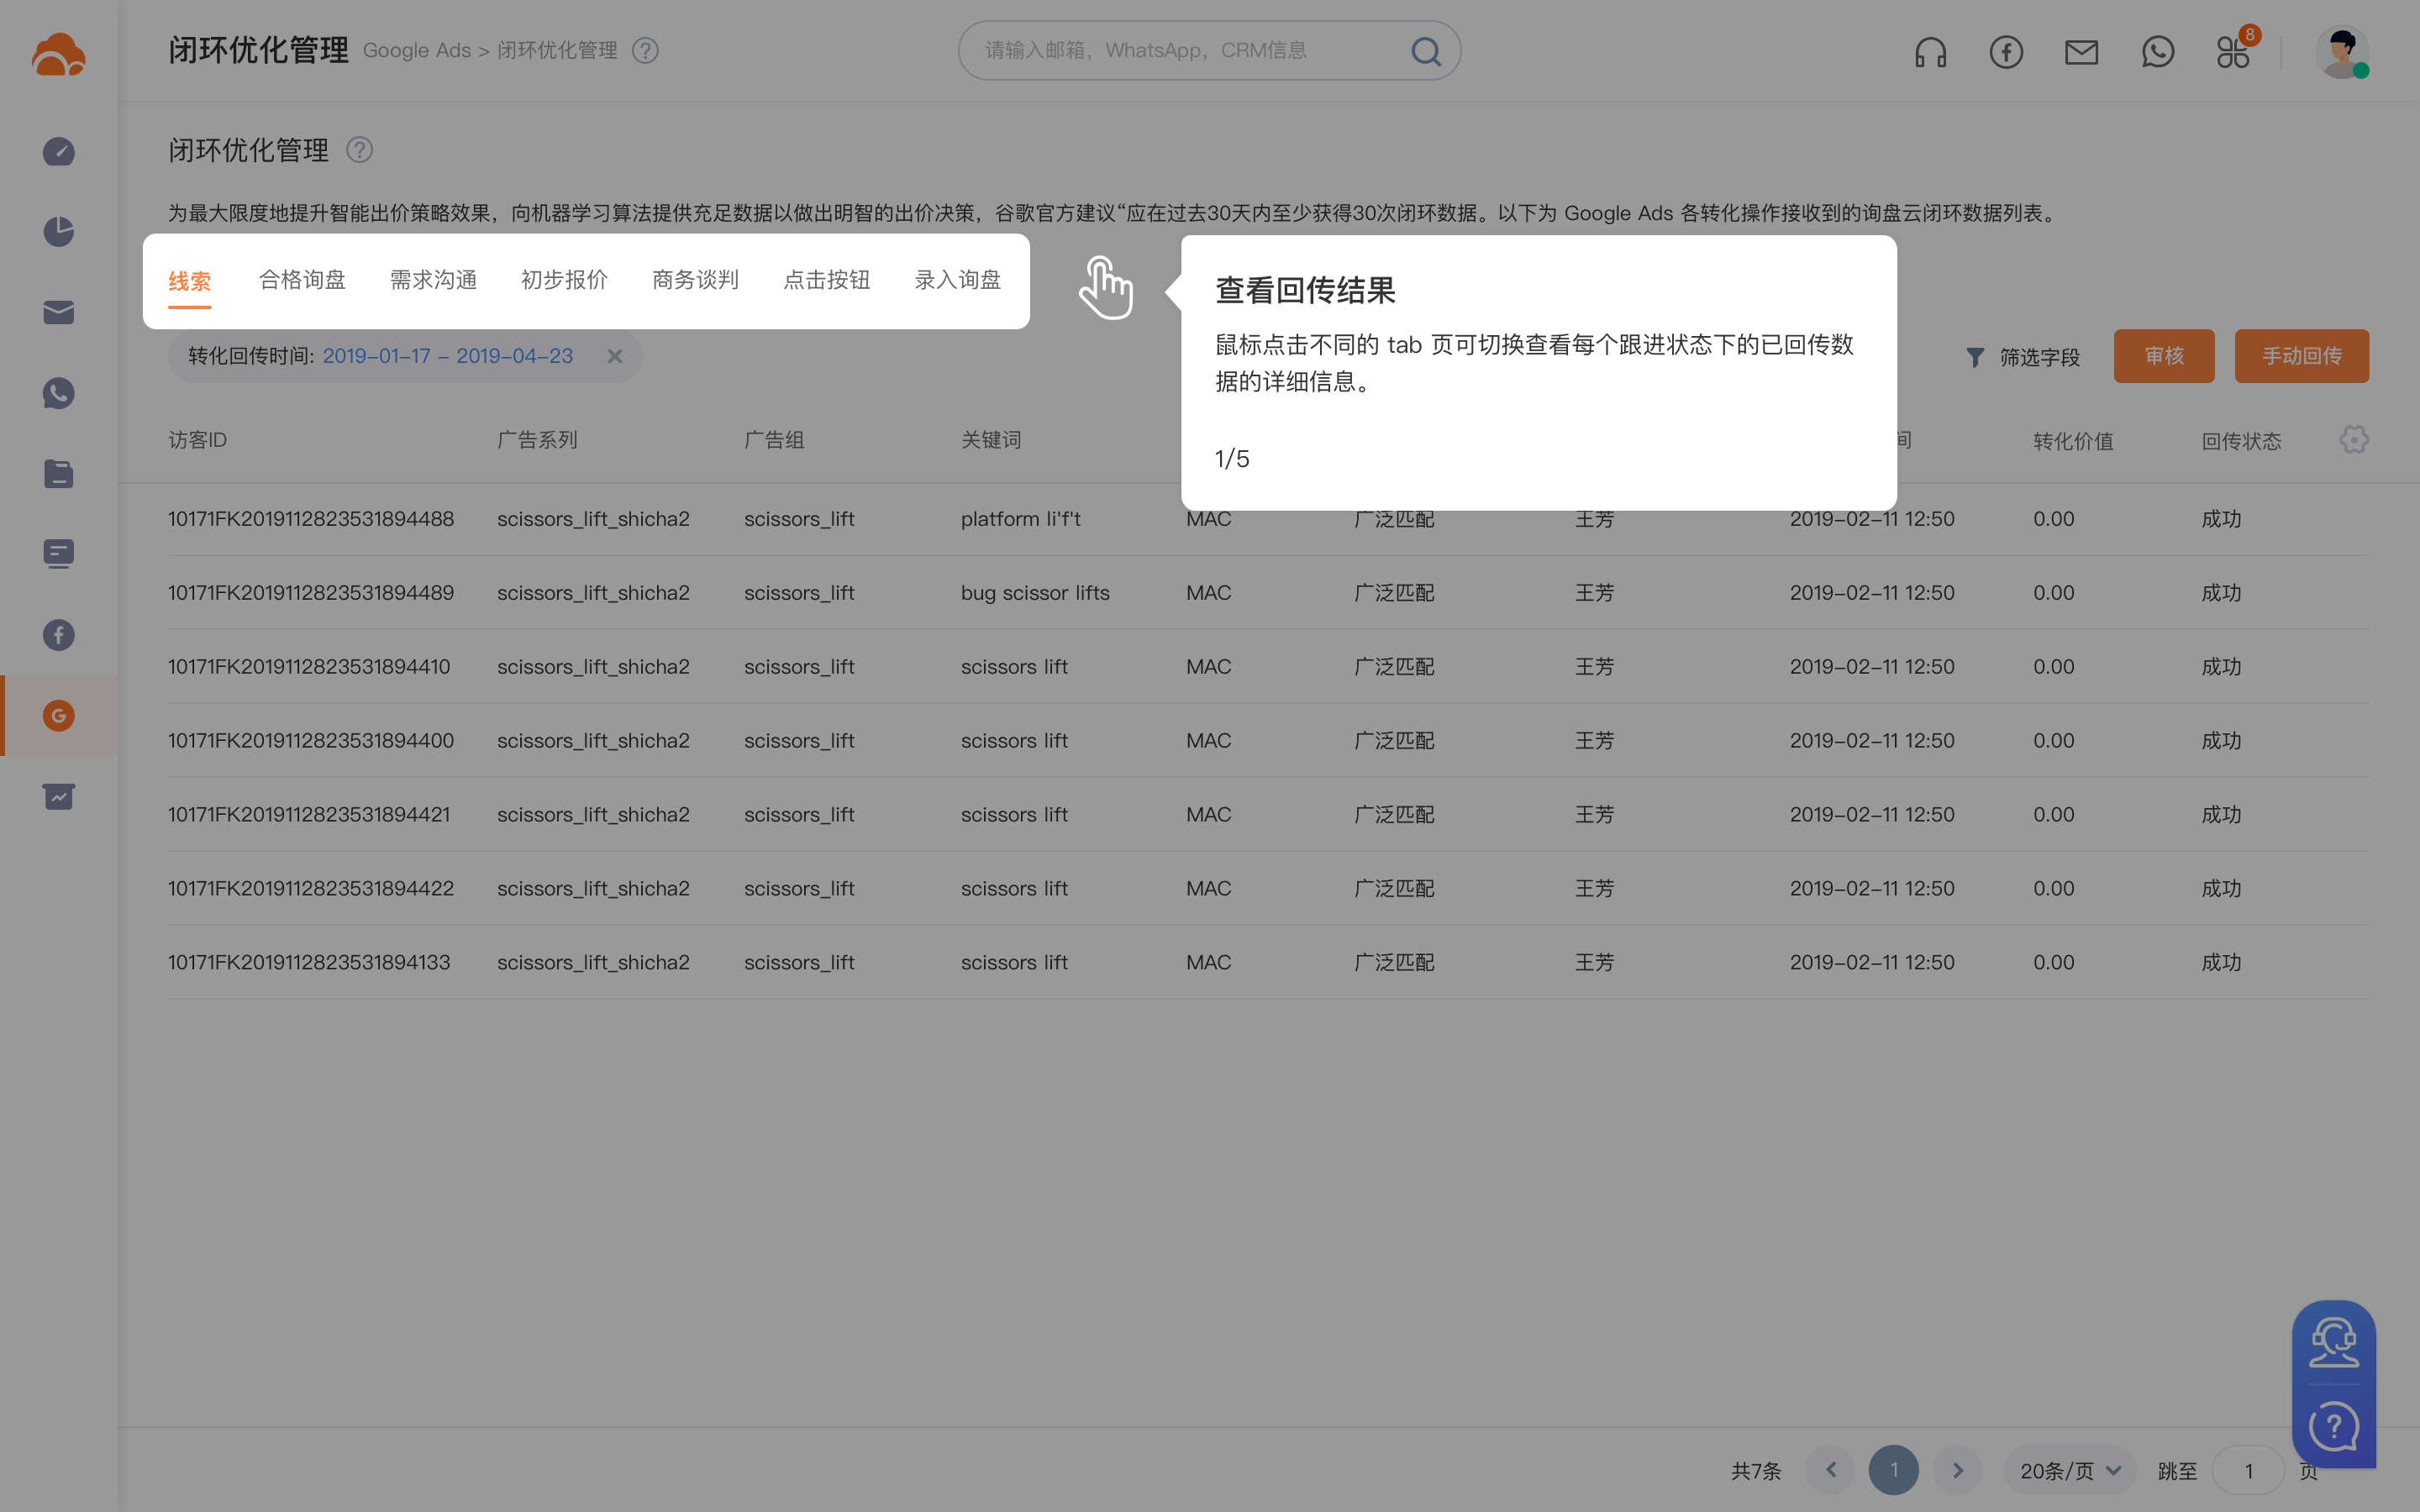 闭环优化管理 Google Ads > 闭环优化管理 ?
请输入邮箱，WhatsApp，CRM信息
8
闭环优化管理 ?
为最大限度地提升智能出价策略效果，向机器学习算法提供充足数据以做出明智的出价决策，谷歌官方建议“应在过去30天内至少获得30次闭环数据。以下为 Google Ads 各转化操作接收到的询盘云闭环数据列表。
线索 合格询盘 需求沟通 初步报价 商务谈判 点击按钮 录入询盘
查看回传结果
鼠标点击不同的 tab 页可切换查看每个跟进状态下的已回传数
据的详细信息。
1/5
转化回传时间: 2019-01-17 - 2019-04-23 ×
筛选字段 审核 手动回传
访客ID 广告系列 广告组 关键词 间 转化价值 回传状态
10171FK2019112823531894488 scissors_lift_shicha2 scissors_lift platform li'f't MAC 广泛匹配 王芳 2019-02-11 12:50 0.00 成功
10171FK2019112823531894489 scissors_lift_shicha2 scissors_lift bug scissor lifts MAC 广泛匹配 王芳 2019-02-11 12:50 0.00 成功
10171FK2019112823531894410 scissors_lift_shicha2 scissors_lift scissors lift MAC 广泛匹配 王芳 2019-02-11 12:50 0.00 成功
10171FK2019112823531894400 scissors_lift_shicha2 scissors_lift scissors lift MAC 广泛匹配 王芳 2019-02-11 12:50 0.00 成功
10171FK2019112823531894421 scissors_lift_shicha2 scissors_lift scissors lift MAC 广泛匹配 王芳 2019-02-11 12:50 0.00 成功
10171FK2019112823531894422 scissors_lift_shicha2 scissors_lift scissors lift MAC 广泛匹配 王芳 2019-02-11 12:50 0.00 成功
10171FK2019112823531894133 scissors_lift_shicha2 scissors_lift scissors lift MAC 广泛匹配 王芳 2019-02-11 12:50 0.00 成功
共7条 < 1 > 20条/页 跳至 1 页